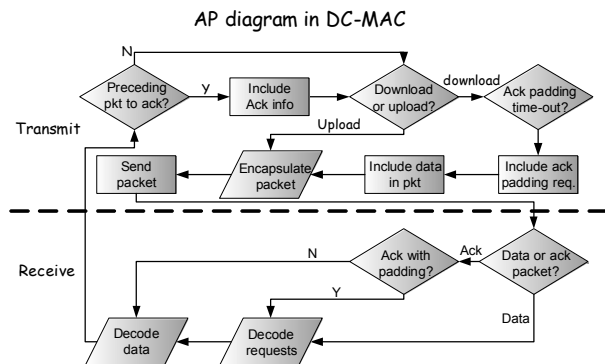 AP diagram in DC-MAC
N
Preceding
pkt to ack?
y
Include
Ack info
Download
or upload?
download
Ack padding
time-out?
Transmit
Upload
Send
packet
Encapsulate
packet
Include data
in pkt
Include ack
padding req.
Receive
N
Ack with
padding?
Ack
Data or ack
packet?
Y
Data
Decode
data
Decode
requests